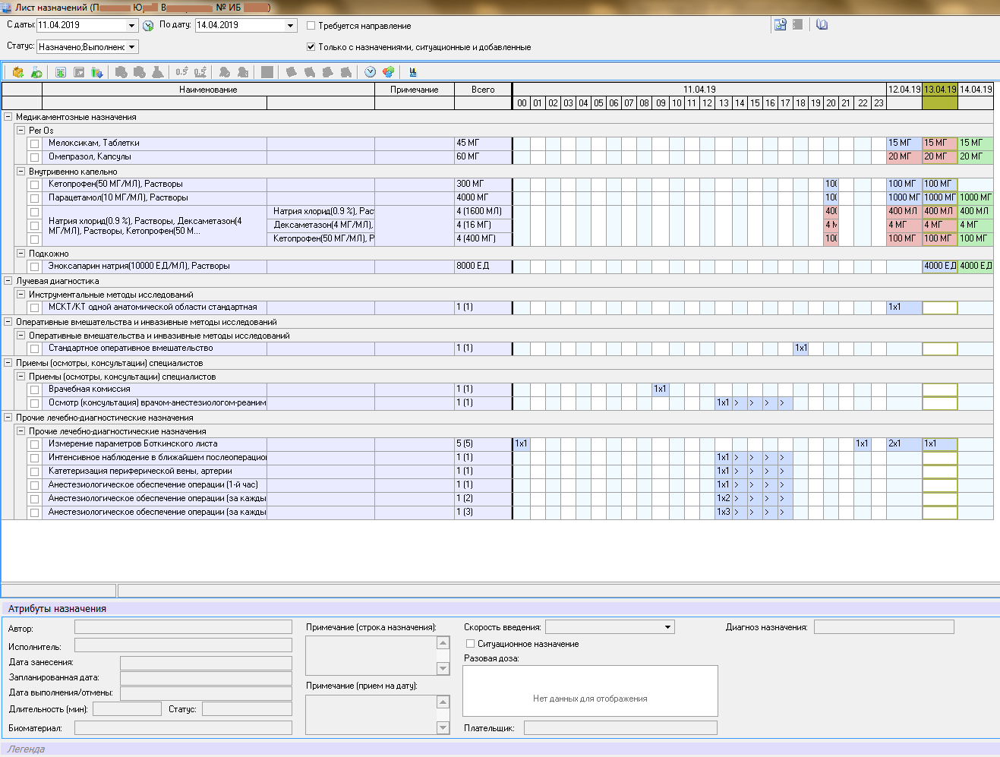 Лист назначений (П Юр В № ИБ )
С даты: 11.04.2019 По дату: 14.04.2019 Требуется направление
Статус: Назначено;Выполнено Только с назначениями, ситуационные и добавленные
0.5 0.5
Наименование Примечание Всего 11.04.19 12.04.19 13.04.19 14.04.19
00 01 02 03 04 05 06 07 08 09 10 11 12 13 14 15 16 17 18 19 20 21 22 23
Медикаментозные назначения
Per Os
Мелоксикам, Таблетки 45 МГ 15 МГ 15 МГ 15 МГ
Омепразол, Капсулы 60 МГ 20 МГ 20 МГ 20 МГ
Внутривенно капельно
Кетопрофен(50 МГ/МЛ), Растворы 300 МГ 100 100 МГ 100 МГ
Парацетамол(10 МГ/МЛ), Растворы 4000 МГ 100 1000 МГ 1000 МГ 1000 МГ
Натрия хлорид(0.9 %), Растворы, Дексаметазон(4 МГ/МЛ), Растворы, Кетопрофен(50 М... Натрия хлорид(0.9 %), Рас 4 (1600 МЛ) 400 400 МЛ 400 МЛ 400 МЛ
Дексаметазон(4 МГ/МЛ), 4 (16 МГ) 4 М 4 МГ 4 МГ 4 МГ
Кетопрофен(50 МГ/МЛ), Р 4 (400 МГ) 100 100 МГ 100 МГ 100 МГ
Подкожно
Эноксапарин натрия(10000 ЕД/МЛ), Растворы 8000 ЕД 4000 ЕД 4000 ЕД
Лучевая диагностика
Инструментальные методы исследований
МСКТ/КТ одной анатомической области стандартная 1 (1) 1x1
Оперативные вмешательства и инвазивные методы исследований
Оперативные вмешательства и инвазивные методы исследований
Стандартное оперативное вмешательство 1 (1) 1x1
Приемы (осмотры, консультации) специалистов
Приемы (осмотры, консультации) специалистов
Врачебная комиссия 1 (1) 1x1
Осмотр (консультация) врачом-анестезиологом-реаним 1 (1) 1x1 > > > >
Прочие лечебно-диагностические назначения
Прочие лечебно-диагностические назначения
Измерение параметров Боткинского листа 5 (5) 1x1 1x1 2x1 1x1
Интенсивное наблюдение в ближайшем послеоперацио 1 (1) 1x1 > > > >
Катетеризация периферической вены, артерии 1 (1) 1x1 > > > >
Анестезиологическое обеспечение операции (1-й час) 1 (1) 1x1 > > > >
Анестезиологическое обеспечение операции (за кажды 1 (2) 1x2 > > > >
Анестезиологическое обеспечение операции (за кажды 1 (3) 1x3 > > > >
Атрибуты назначения
Автор: Примечание (строка назначения): Скорость введения: Диагноз назначения:
Исполнитель: Ситуационное назначение
Дата занесения: Разовая доза:
Запланированная дата:
Дата выполнения/отмены: Примечание (прием на дату): Нет данных для отображения
Длительность (мин): Статус:
Биоматериал: Плательщик:
Легенда